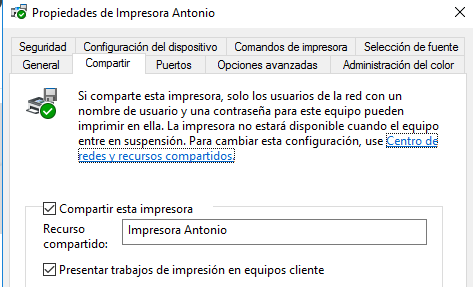 Propiedades de Impresora Antonio
Seguridad Configuración del dispositivo Comandos de impresora Selección de fuente
General Compartir Puertos Opciones avanzadas Administración del color
Si comparte esta impresora, solo los usuarios de la red con un
nombre de usuario y una contraseña para este equipo pueden
imprimir en ella. La impresora no estará disponible cuando el equipo
entre en suspensión. Para cambiar esta configuración, use Centro de
redes y recursos compartidos.
Compartir esta impresora
Recurso
compartido:
Impresora Antonio
Presentar trabajos de impresión en equipos cliente